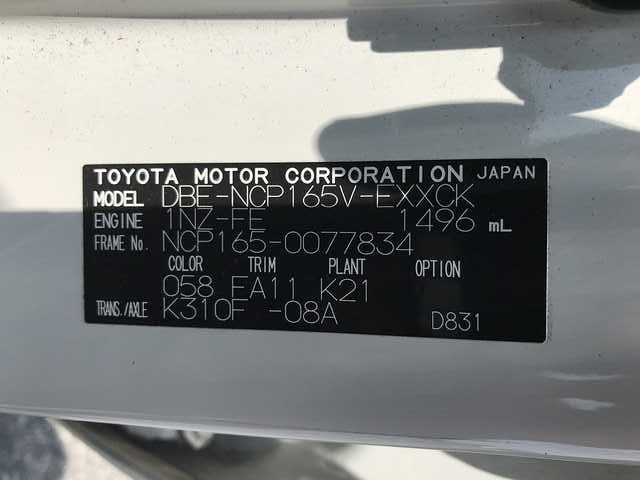 TOYOTA MOTOR CORPORATION JAPAN
MODEL DBE-NCP165V-EXXCK
ENGINE 1NZ-FE 1496 mL
FRAME No. NCP165-0077834
COLOR TRIM PLANT OPTION
058 FA11 K21
TRANS./AXLE K310F -08A D831